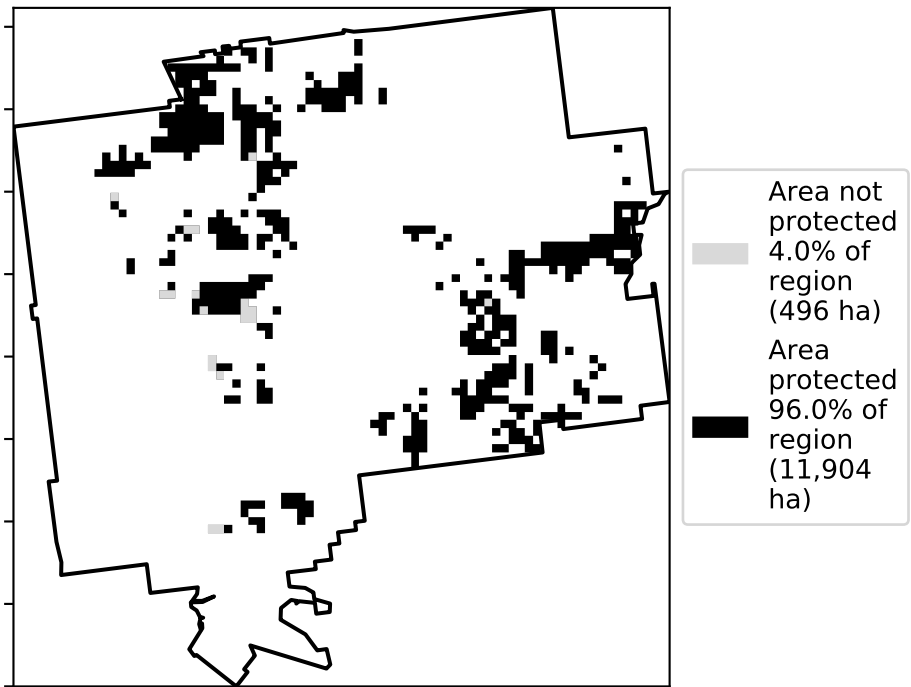 Area not
protected
4.0% of
region
(496 ha)
Area
protected
96.0% of
region
(11,904
ha)